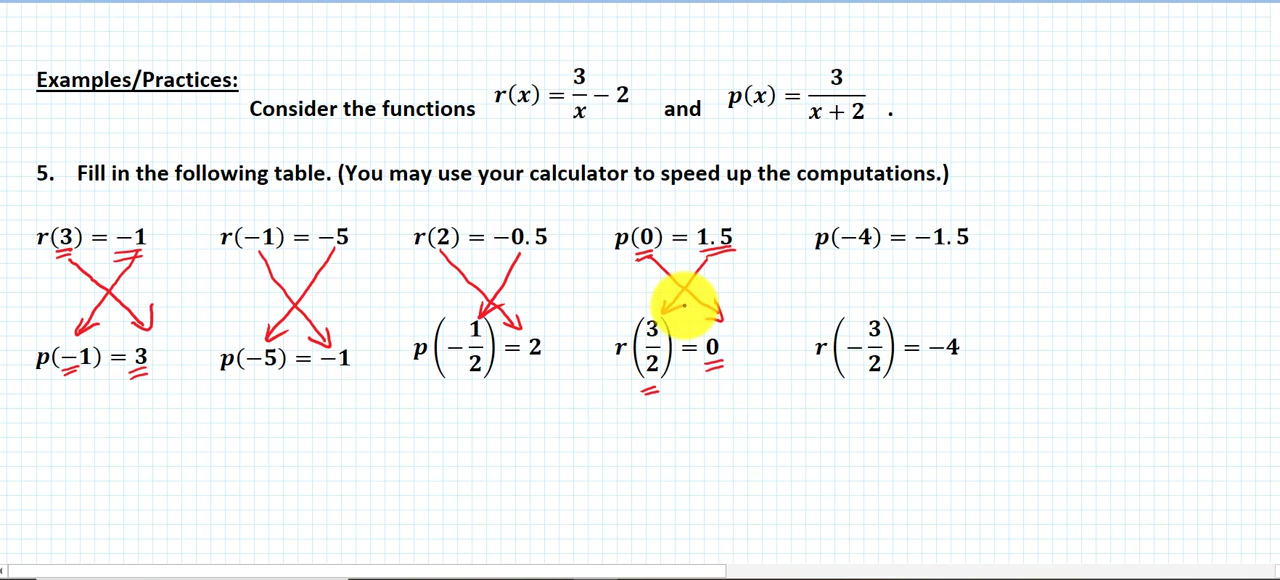 Examples/Practices:
Consider the functions r(x) = 3/x − 2 and p(x) = 3/(x + 2) .
5. Fill in the following table. (You may use your calculator to speed up the computations.)
r(3) = −1 r(−1) = −5 r(2) = −0.5 p(0) = 1.5 p(−4) = −1.5
p(−1) = 3 p(−5) = −1 p(−1/2) = 2 r(3/2) = 0 r(−3/2) = −4